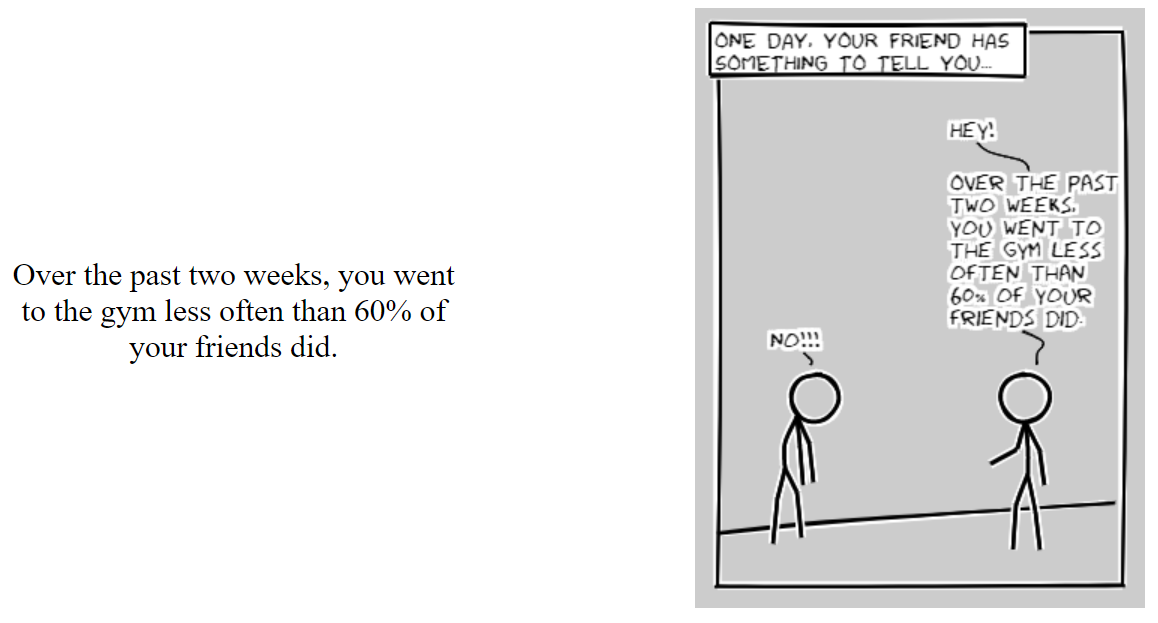 Over the past two weeks, you went
to the gym less often than 60% of
your friends did.
ONE DAY, YOUR FRIEND HAS
SOMETHING TO TELL YOU...
HEY!
OVER THE PAST
TWO WEEKS,
YOU WENT TO
THE GYM LESS
OFTEN THAN
60% OF YOUR
FRIENDS DID.
NO!!!